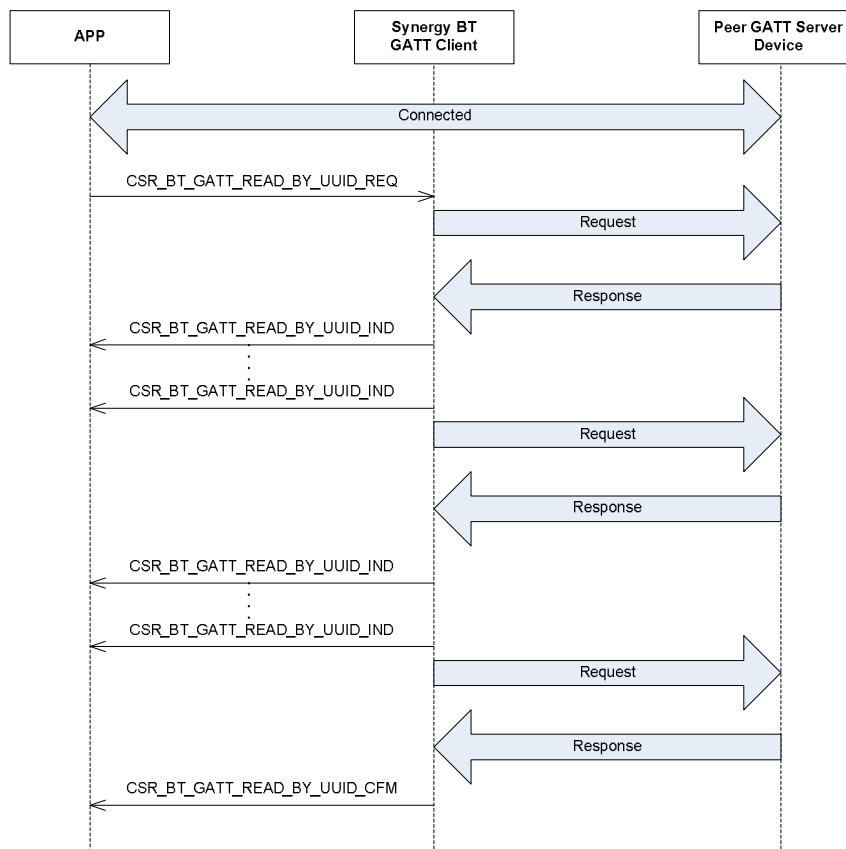 APP
Synergy BT
GATT Client
Peer GATT Server
Device
Connected
CSR_BT_GATT_READ_BY_UUID_REQ
Request
Response
CSR_BT_GATT_READ_BY_UUID_IND
CSR_BT_GATT_READ_BY_UUID_IND
Request
Response
CSR_BT_GATT_READ_BY_UUID_IND
CSR_BT_GATT_READ_BY_UUID_IND
Request
Response
CSR_BT_GATT_READ_BY_UUID_CFM